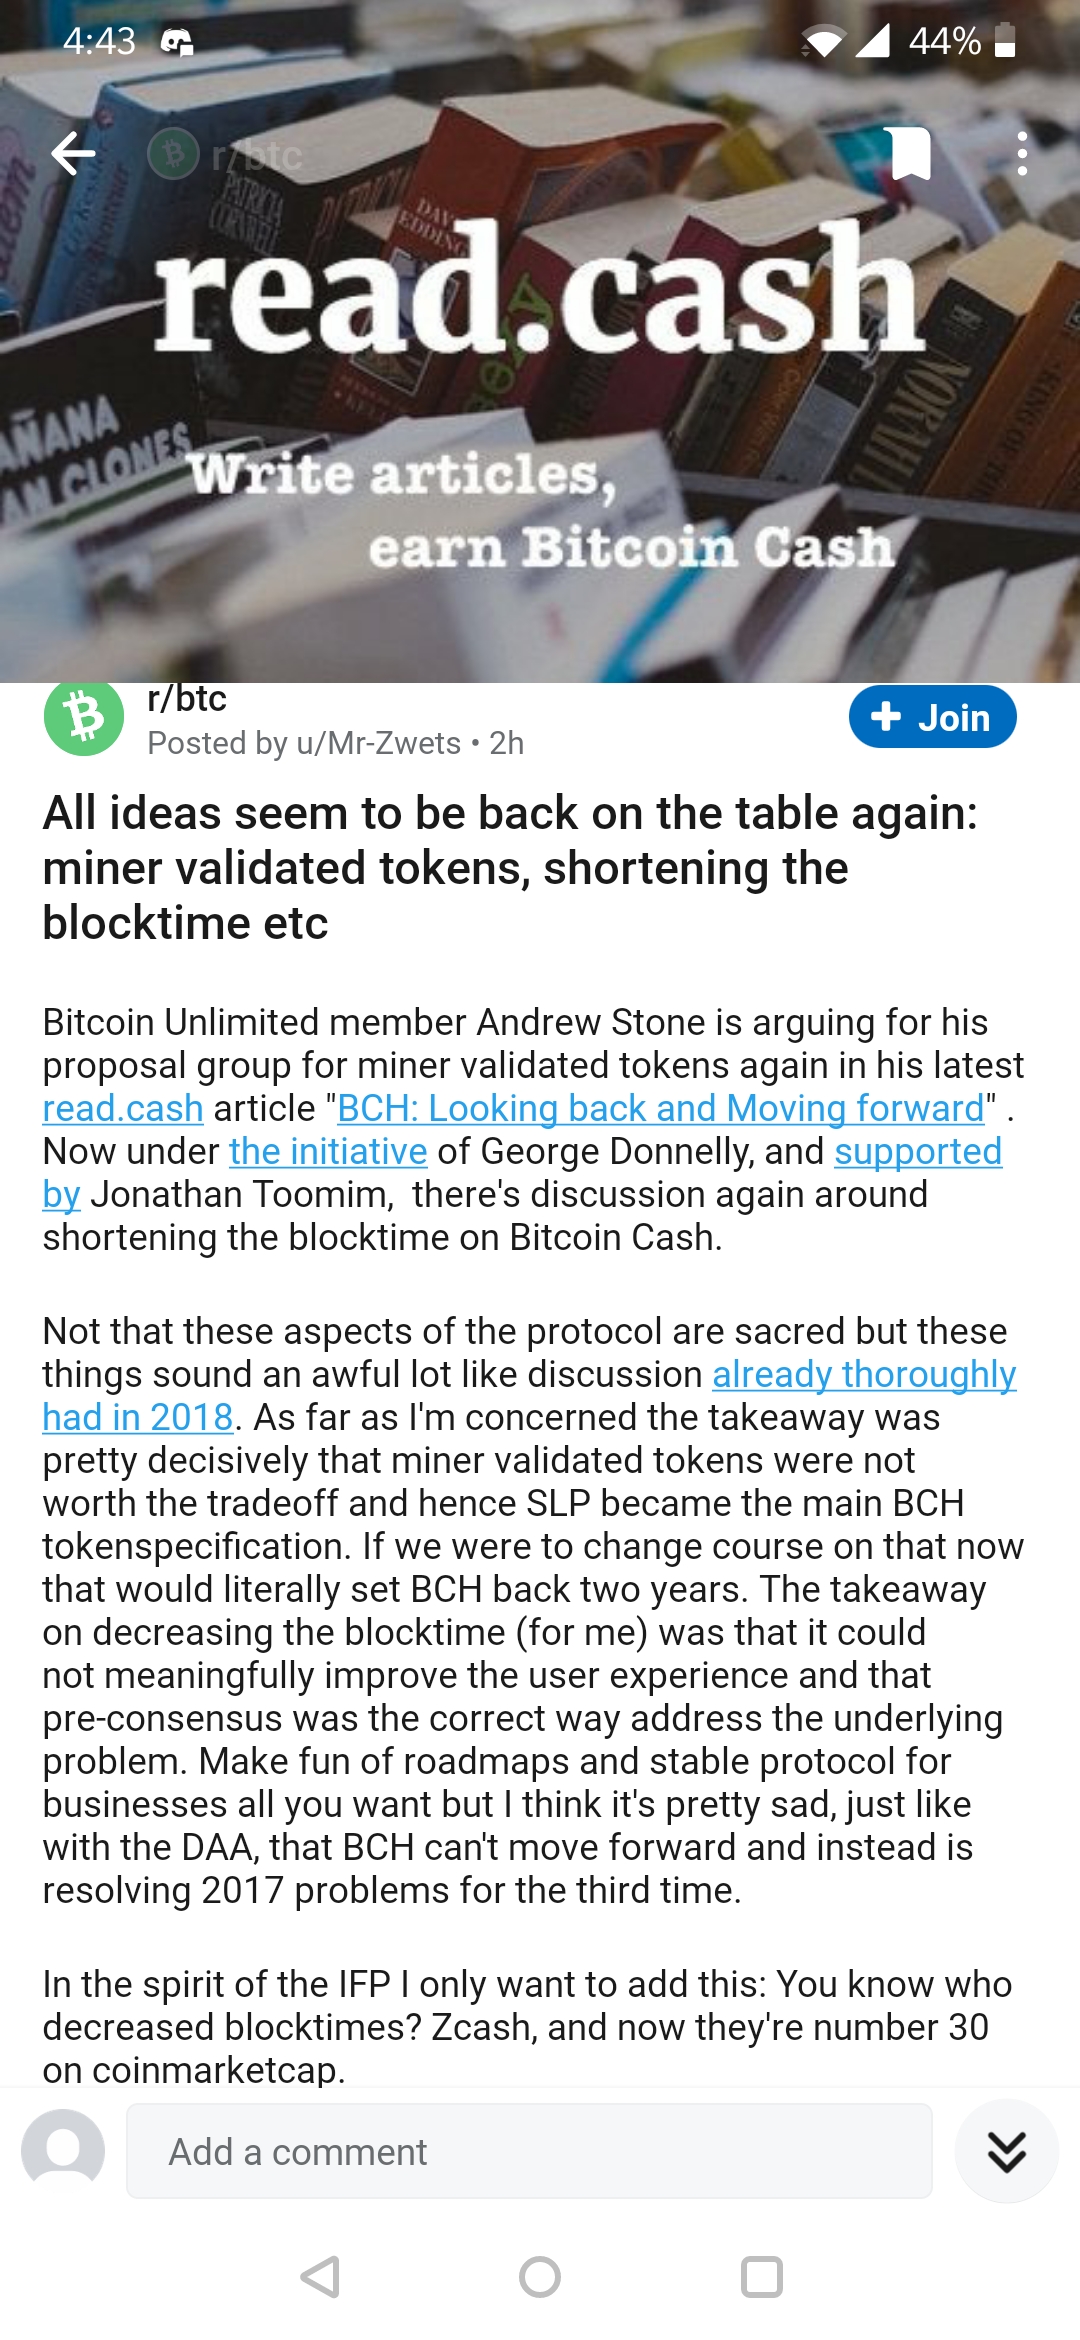 4:43
44%
r/btc
PATRICIA
CORNWELL
DAVID
EDDINGS
read.cash
NORAH
AÑANA
AN CLONES
Write articles,
earn Bitcoin Cash
r/btc
Posted by u/Mr-Zwets • 2h
+ Join
All ideas seem to be back on the table again:
miner validated tokens, shortening the
blocktime etc
Bitcoin Unlimited member Andrew Stone is arguing for his
proposal group for miner validated tokens again in his latest
read.cash article "BCH: Looking back and Moving forward" .
Now under the initiative of George Donnelly, and supported
by Jonathan Toomim,  there's discussion again around
shortening the blocktime on Bitcoin Cash.
Not that these aspects of the protocol are sacred but these
things sound an awful lot like discussion already thoroughly
had in 2018. As far as I'm concerned the takeaway was
pretty decisively that miner validated tokens were not
worth the tradeoff and hence SLP became the main BCH
tokenspecification. If we were to change course on that now
that would literally set BCH back two years. The takeaway
on decreasing the blocktime (for me) was that it could
not meaningfully improve the user experience and that
pre-consensus was the correct way address the underlying
problem. Make fun of roadmaps and stable protocol for
businesses all you want but I think it's pretty sad, just like
with the DAA, that BCH can't move forward and instead is
resolving 2017 problems for the third time.
In the spirit of the IFP I only want to add this: You know who
decreased blocktimes? Zcash, and now they're number 30
on coinmarketcap.
Add a comment